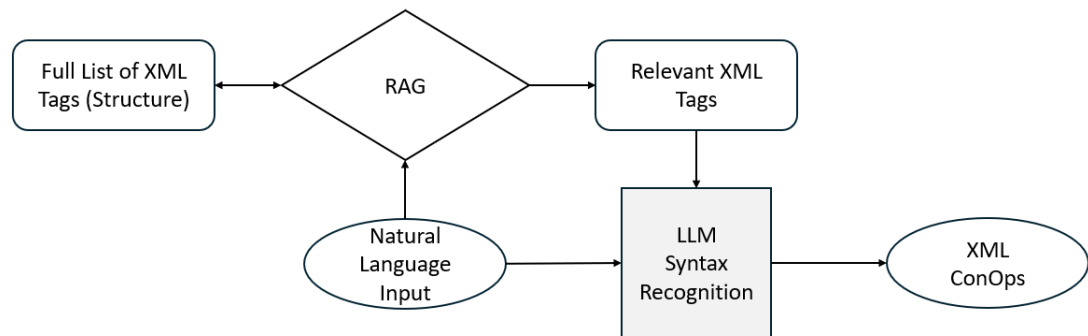 Full List of XML
Tags (Structure)
RAG
Relevant XML
Tags
Natural
Language
Input
LLM
Syntax
Recognition
XML
ConOps